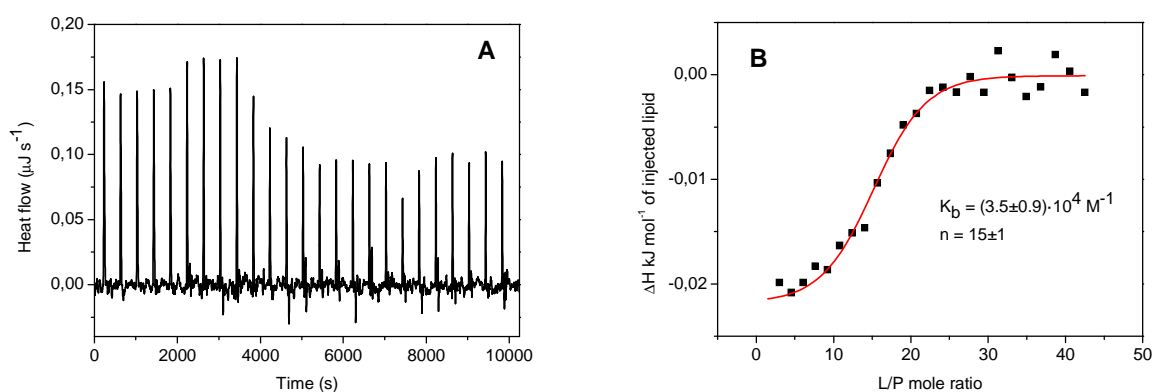 A
0,20
0,15
0,10
0,05
0,00
Heat flow (μJ s⁻¹)
0 2000 4000 6000 8000 10000
Time (s)
B
0,00
-0,01
-0,02
ΔH kJ mol⁻¹ of injected lipid
K_b = (3.5±0.9)·10⁴ M⁻¹
n = 15±1
0 10 20 30 40 50
L/P mole ratio